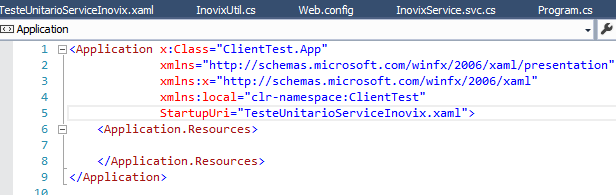 TesteUnitarioServiceInovix.xaml InovixUtil.cs Web.config InovixService.svc.cs Program.cs
Application
1 <Application x:Class="ClientTest.App"
2 xmlns="http://schemas.microsoft.com/winfx/2006/xaml/presentation"
3 xmlns:x="http://schemas.microsoft.com/winfx/2006/xaml"
4 xmlns:local="clr-namespace:ClientTest"
5 StartupUri="TesteUnitarioServiceInovix.xaml">
6 <Application.Resources>
7
8 </Application.Resources>
9 </Application>
10